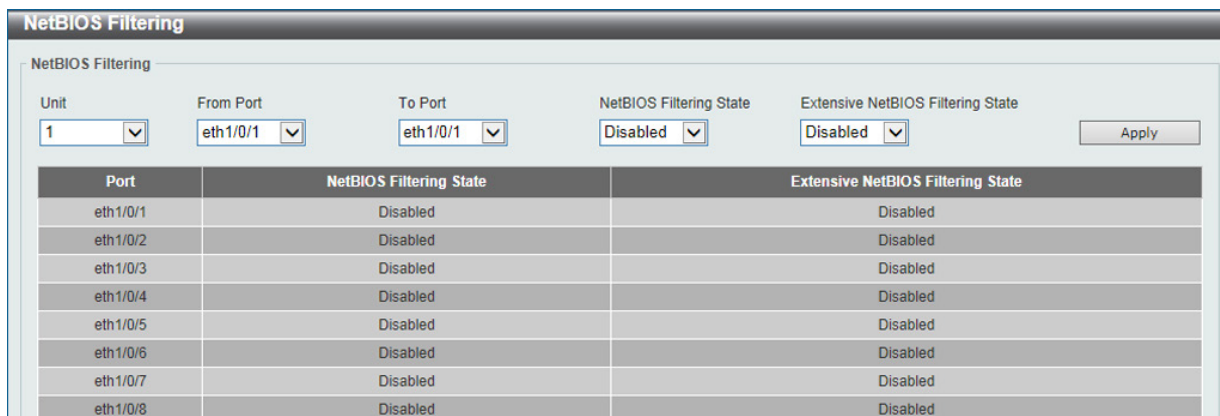 NetBIOS Filtering
NetBIOS Filtering
Unit From Port To Port NetBIOS Filtering State Extensive NetBIOS Filtering State
1 eth1/0/1 eth1/0/1 Disabled Disabled Apply
Port NetBIOS Filtering State Extensive NetBIOS Filtering State
eth1/0/1 Disabled Disabled
eth1/0/2 Disabled Disabled
eth1/0/3 Disabled Disabled
eth1/0/4 Disabled Disabled
eth1/0/5 Disabled Disabled
eth1/0/6 Disabled Disabled
eth1/0/7 Disabled Disabled
eth1/0/8 Disabled Disabled